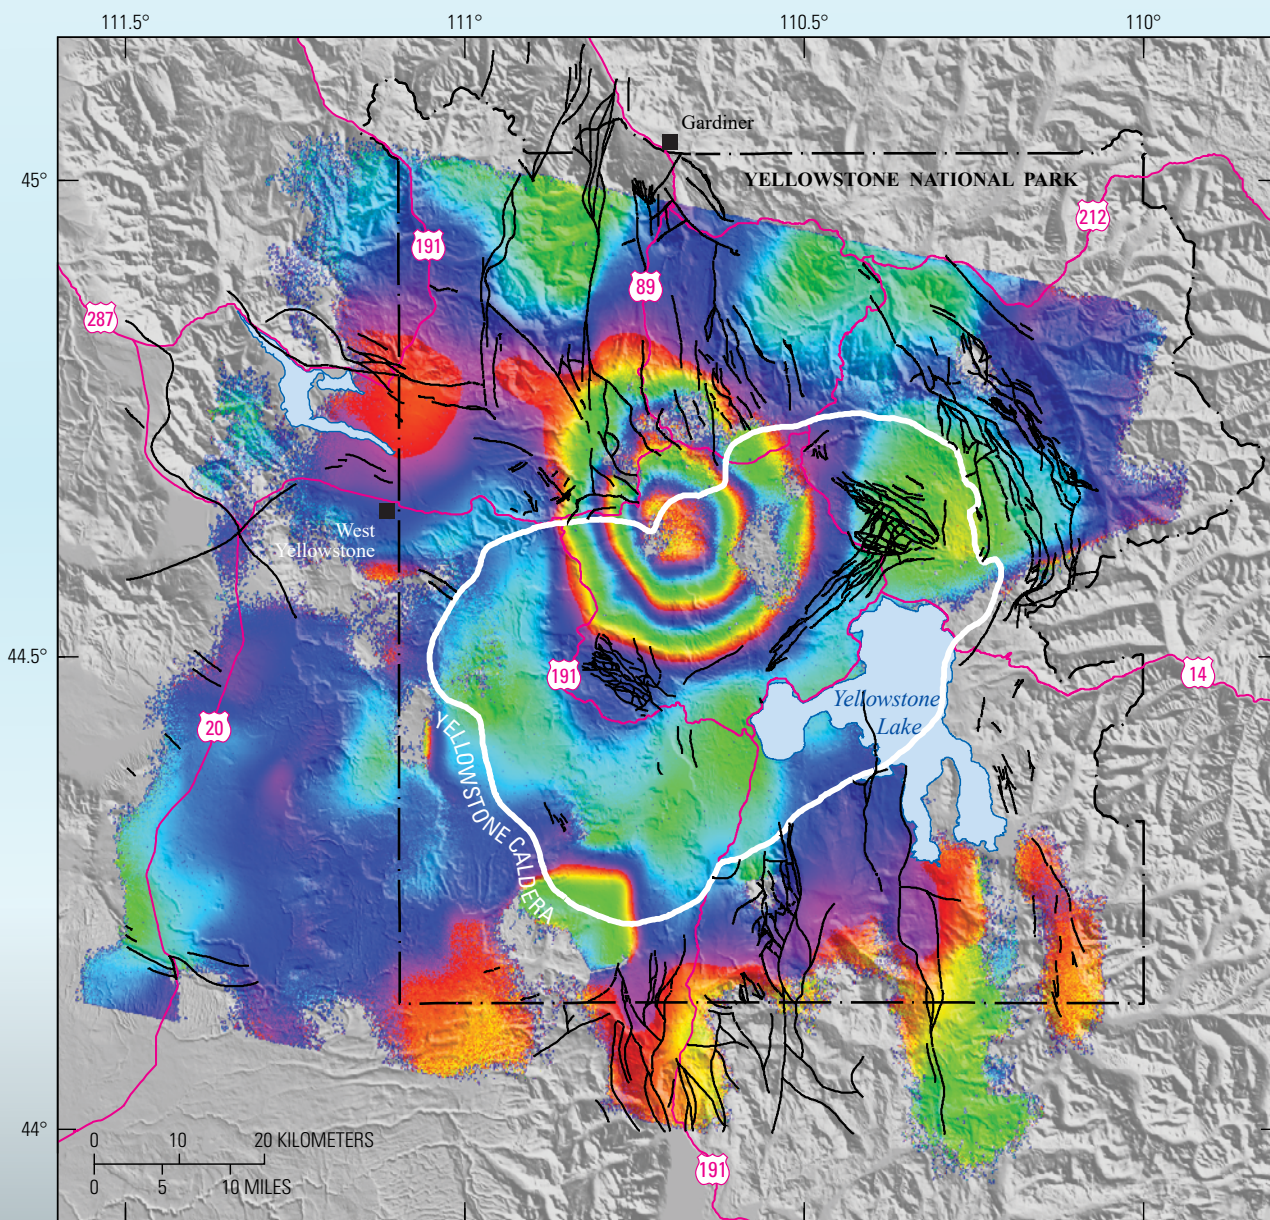 111.5°
111°
110.5°
110°
Gardiner
45°
YELLOWSTONE NATIONAL PARK
212
191
89
287
West
Yellowstone
44.5°
191
14
Yellowstone
Lake
20
YELLOWSTONE CALDERA
44°
0 10 20 KILOMETERS
0 5 10 MILES
191